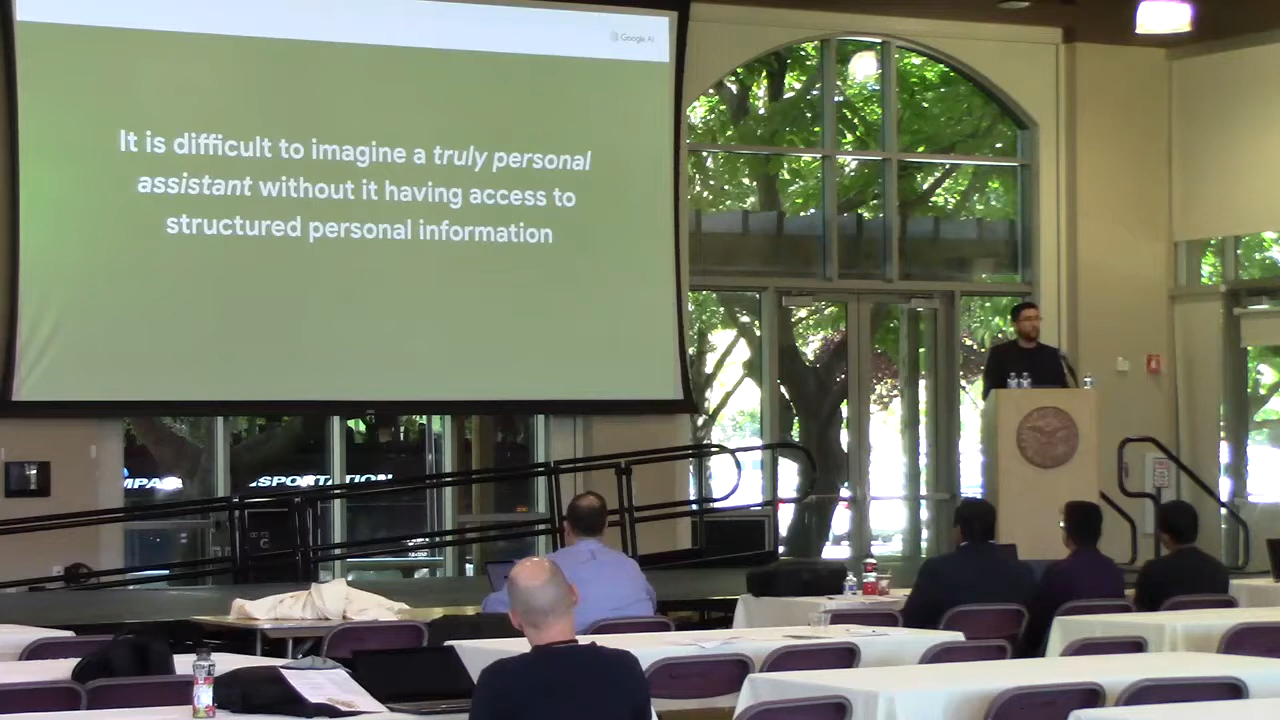 Google AI
It is difficult to imagine a truly personal
assistant without it having access to
structured personal information